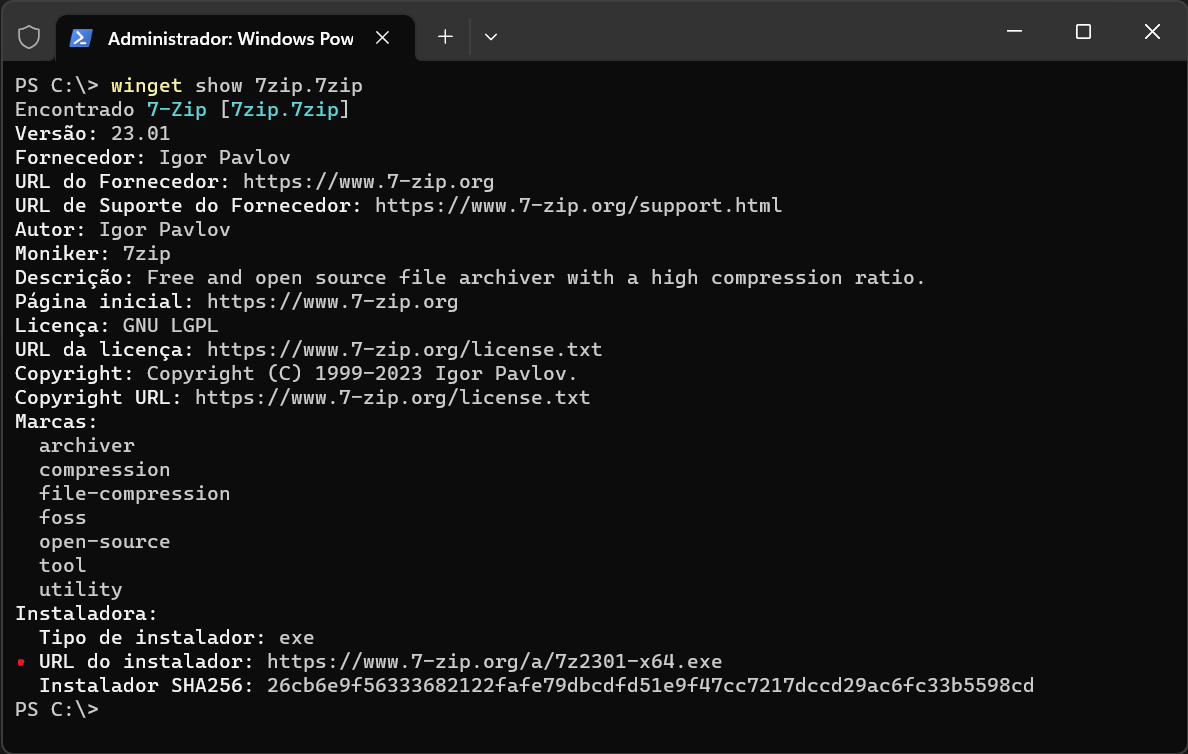 Administrador: Windows Pow
PS C:\> winget show 7zip.7zip
Encontrado 7-Zip [7zip.7zip]
Versão: 23.01
Fornecedor: Igor Pavlov
URL do Fornecedor: https://www.7-zip.org
URL de Suporte do Fornecedor: https://www.7-zip.org/support.html
Autor: Igor Pavlov
Moniker: 7zip
Descrição: Free and open source file archiver with a high compression ratio.
Página inicial: https://www.7-zip.org
Licença: GNU LGPL
URL da licença: https://www.7-zip.org/license.txt
Copyright: Copyright (C) 1999-2023 Igor Pavlov.
Copyright URL: https://www.7-zip.org/license.txt
Marcas:
  archiver
  compression
  file-compression
  foss
  open-source
  tool
  utility
Instaladora:
  Tipo de instalador: exe
  URL do instalador: https://www.7-zip.org/a/7z2301-x64.exe
  Instalador SHA256: 26cb6e9f56333682122fafe79dbcdfd51e9f47cc7217dccd29ac6fc33b5598cd
PS C:\>